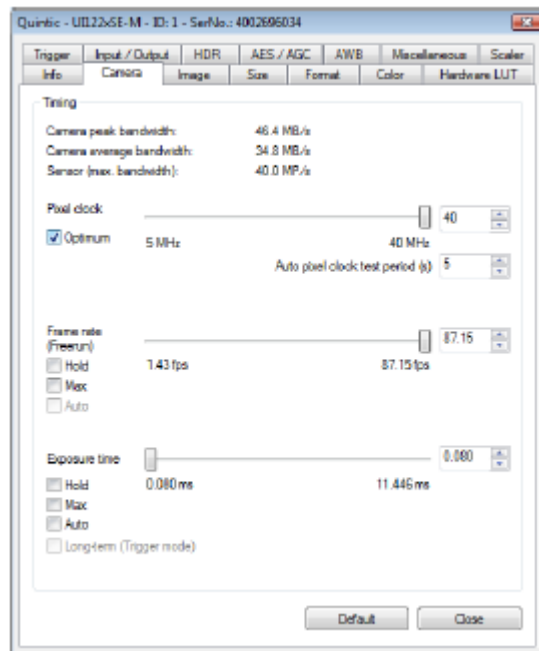 Quintic - UI122xSE-M - ID: 1 - SerNo.: 4002696034
Trigger Input / Output HDR AES / AGC AWB Miscellaneous Scaler
Info Camera Image Size Format Color Hardware LUT
Timing
Camera peak bandwidth: 46.4 MB/s
Camera average bandwidth: 34.8 MB/s
Sensor (max. bandwidth): 40.0 MP/s
Pixel clock 40
Optimum 5 MHz 40 MHz
Auto pixel clock test period (s) 5
Frame rate
(Freerun) 87.15
Hold 1.43 fps 87.15 fps
Max
Auto
Exposure time 0.080
Hold 0.080 ms 11.446 ms
Max
Auto
Long-term (Trigger mode)
Default Close